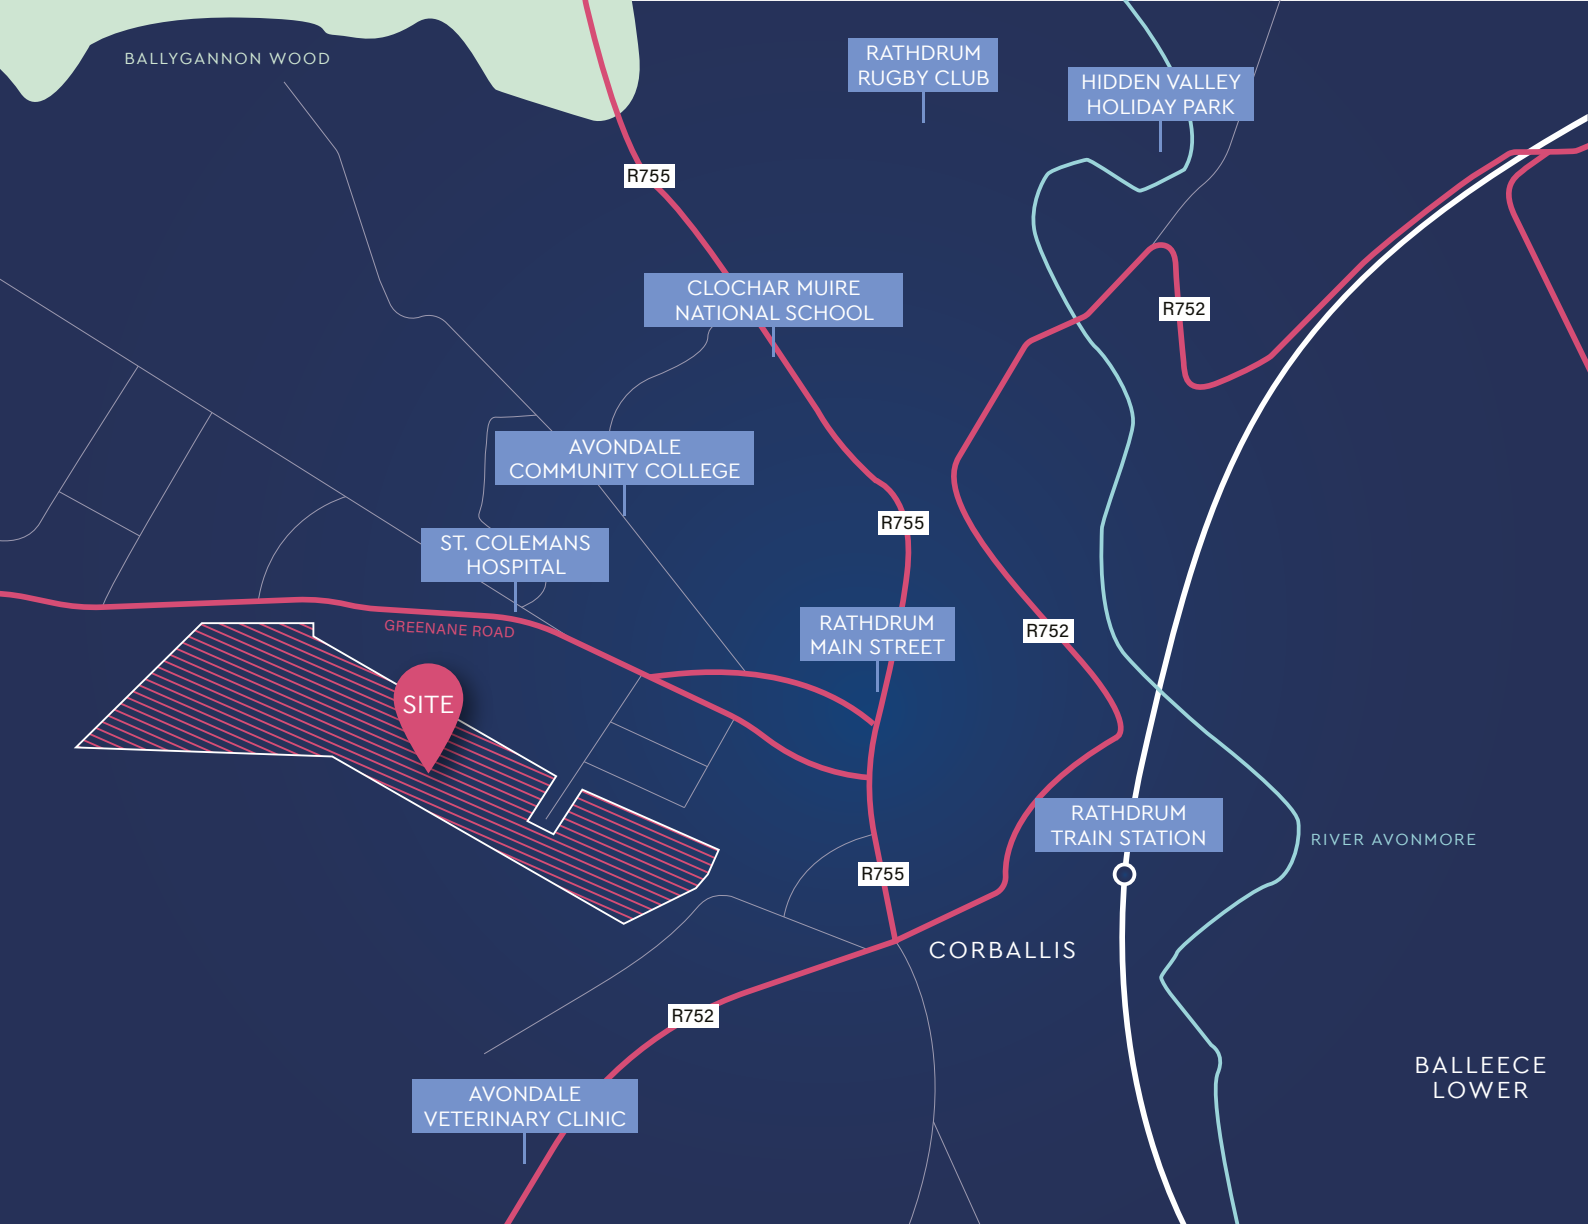 RATHDRUM
RUGBY CLUB
BALLYGANNON WOOD
HIDDEN VALLEY
HOLIDAY PARK
R755
CLOCHAR MUIRE
NATIONAL SCHOOL
R752
AVONDALE
COMMUNITY COLLEGE
R755
ST. COLEMANS
HOSPITAL
GREENANE ROAD
RATHDRUM
MAIN STREET
R752
SITE
RATHDRUM
TRAIN STATION
RIVER AVONMORE
R755
CORBALLIS
R752
BALLEECE
LOWER
AVONDALE
VETERINARY CLINIC